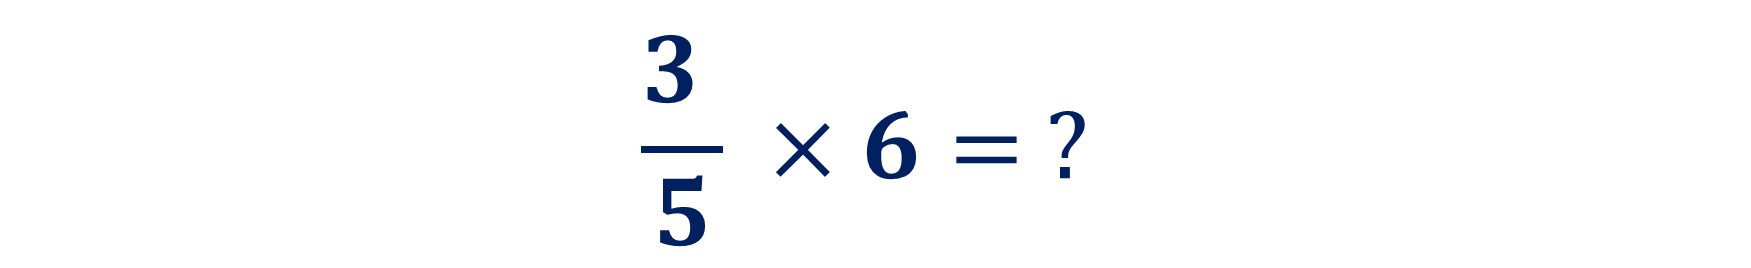 3/5 × 6 = ?